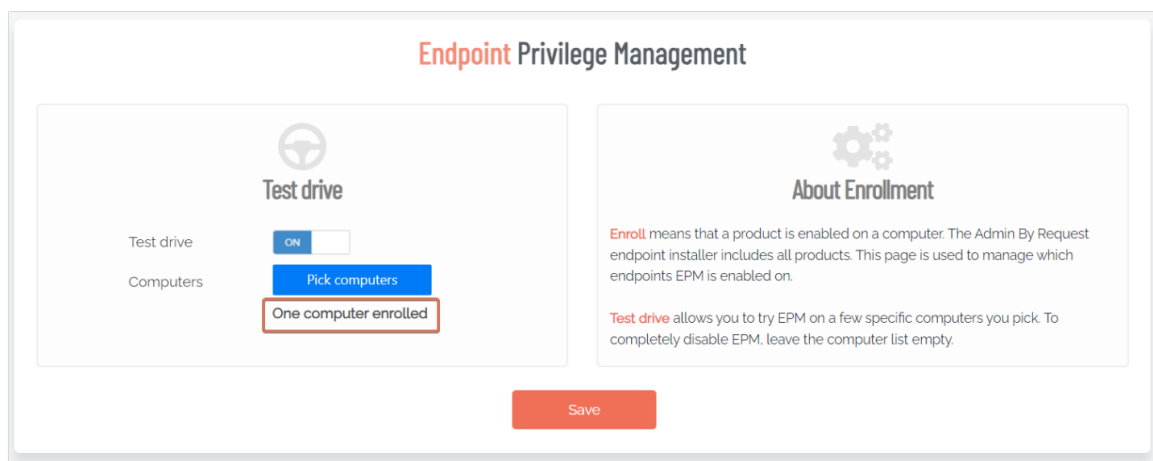 Endpoint Privilege Management
Test drive
Test drive
ON
Computers
Pick computers
One computer enrolled
About Enrollment
Enroll means that a product is enabled on a computer. The Admin By Request
endpoint installer includes all products. This page is used to manage which
endpoints EPM is enabled on.
Test drive allows you to try EPM on a few specific computers you pick. To
completely disable EPM, leave the computer list empty.
Save